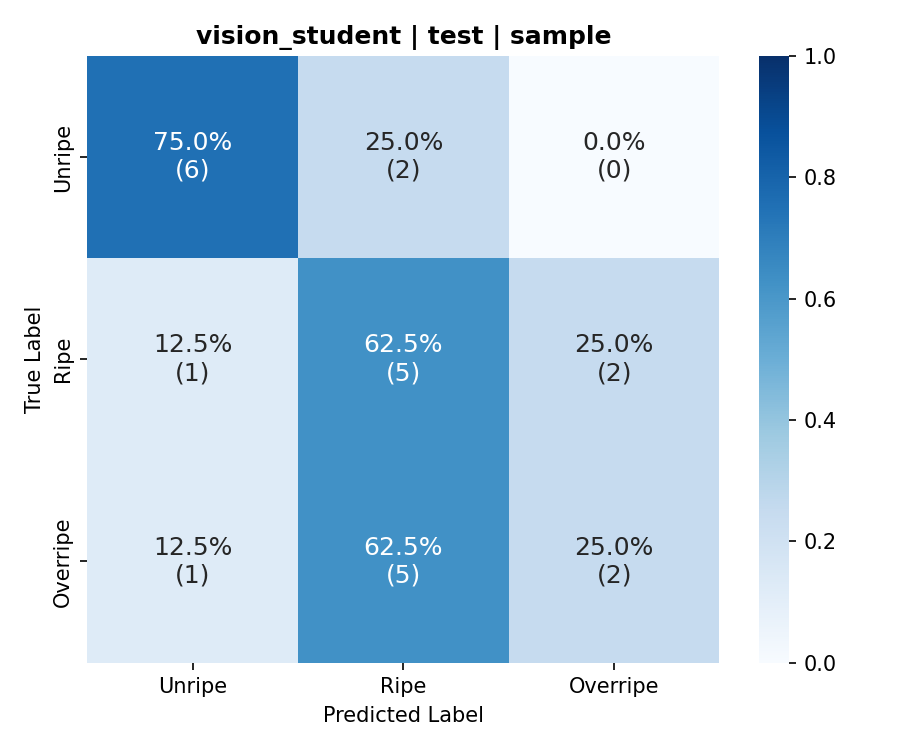 vision_student | test | sample
True Label
Unripe
75.0%
(6)
25.0%
(2)
0.0%
(0)
Ripe
12.5%
(1)
62.5%
(5)
25.0%
(2)
Overripe
12.5%
(1)
62.5%
(5)
25.0%
(2)
Unripe
Ripe
Overripe
Predicted Label
1.0
0.8
0.6
0.4
0.2
0.0